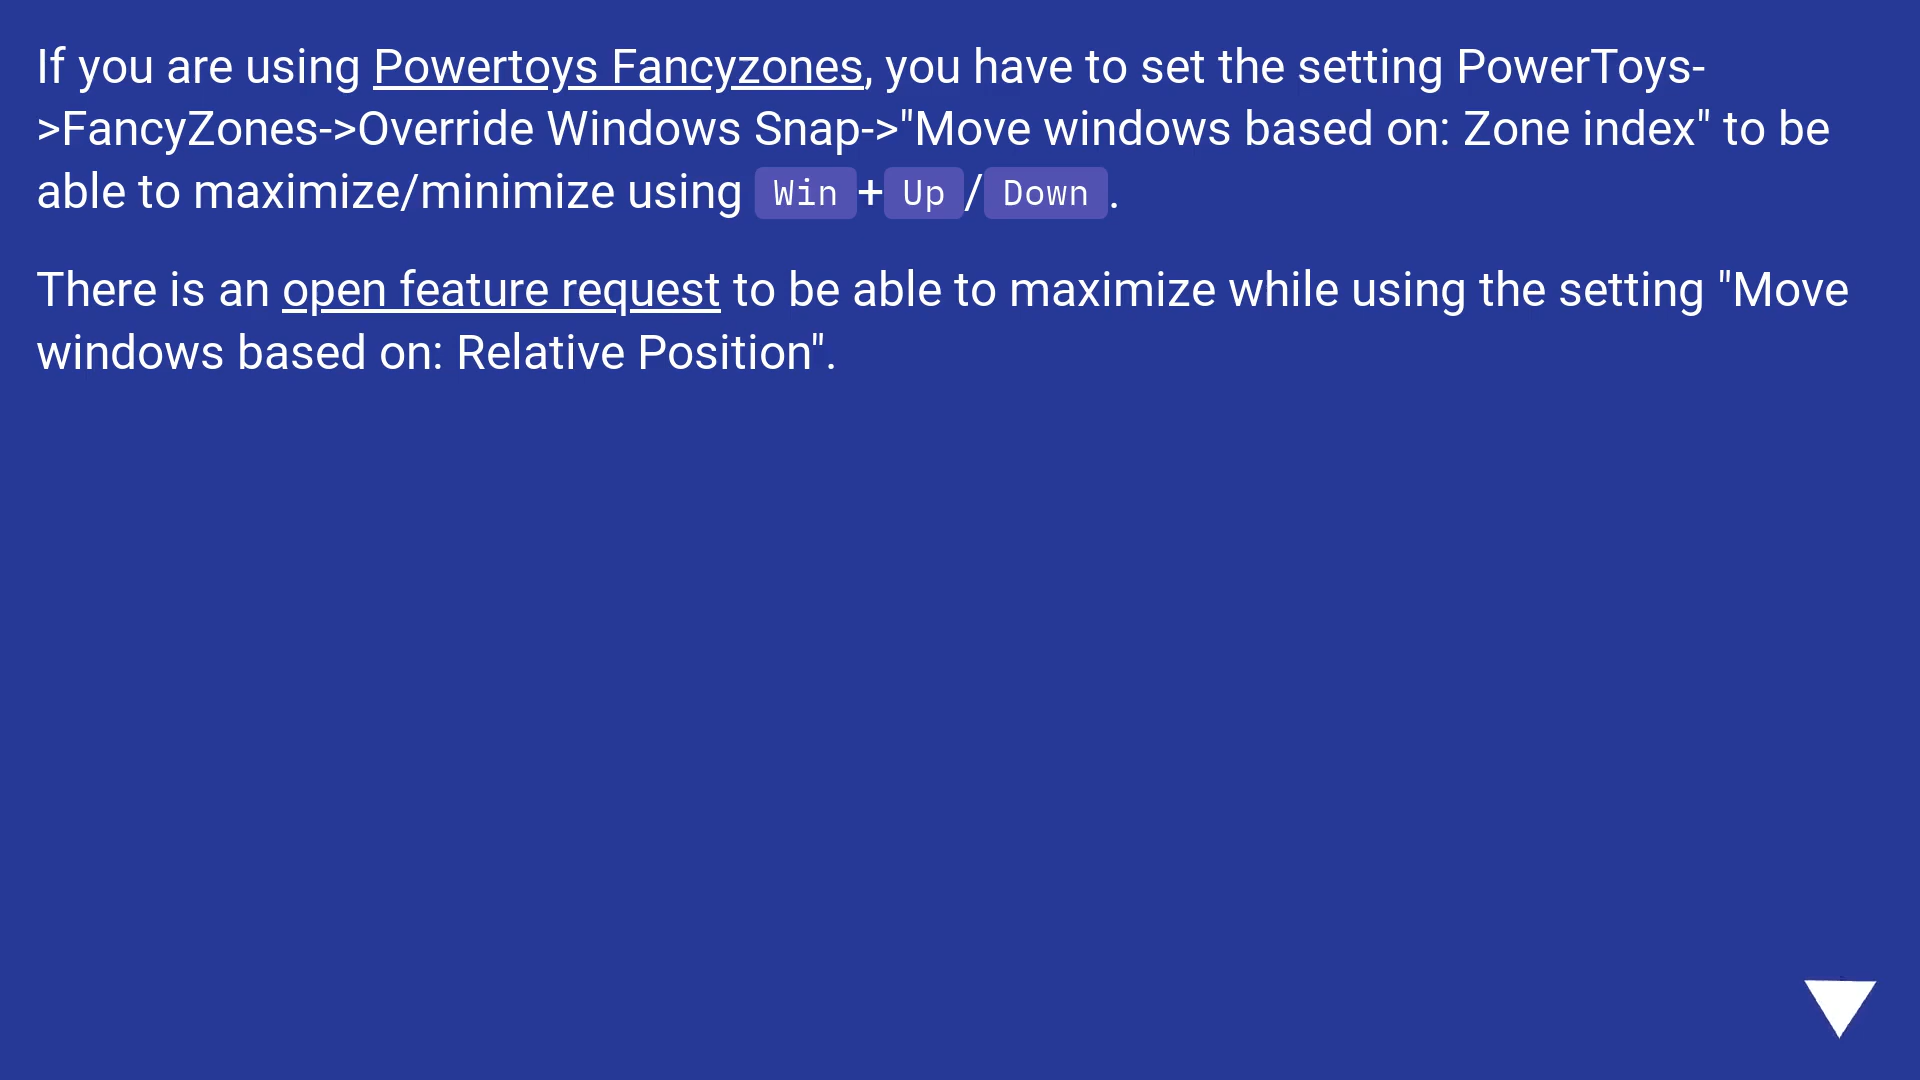 If you are using Powertoys Fancyzones, you have to set the setting PowerToys-
>FancyZones->Override Windows Snap->"Move windows based on: Zone index" to be
able to maximize/minimize using Win+Up/Down.
There is an open feature request to be able to maximize while using the setting "Move
windows based on: Relative Position".